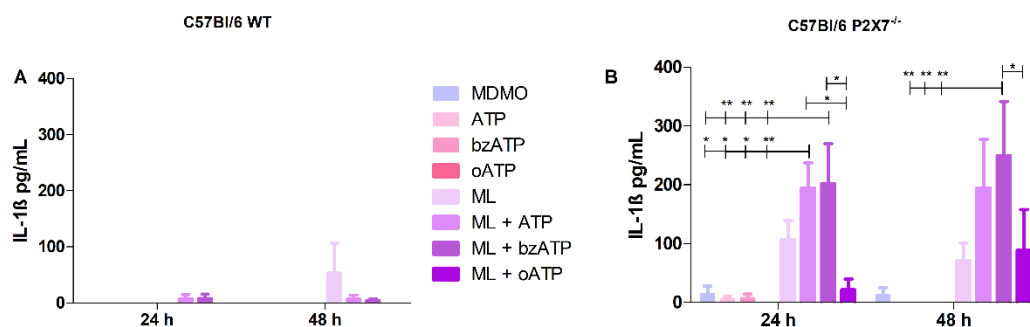 C57Bl/6 WT
A
IL-1ß pg/mL
400
300
200
100
0
24 h
48 h
MDMO
ATP
bzATP
oATP
ML
ML + ATP
ML + bzATP
ML + oATP
C57Bl/6 P2X7-/-
B
IL-1ß pg/mL
400
300
200
100
0
** ** **
* * * **
*
*
** ** **
*
24 h
48 h